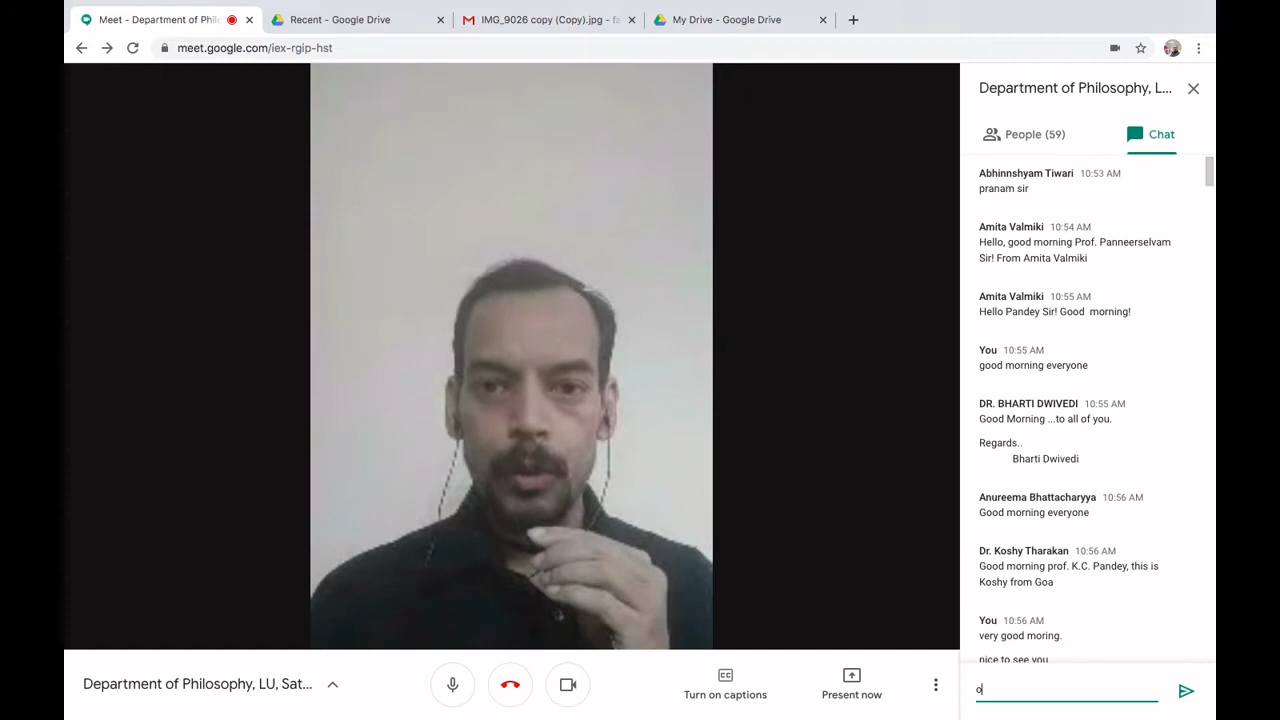 Meet - Department of Phil
Recent - Google Drive
IMG_9026 copy (Copy).jpg - fa
My Drive - Google Drive
meet.google.com/iex-rgip-hst
Department of Philosophy, L...
People (59)
Chat
Abhinnshyam Tiwari 10:53 AM
pranam sir
Amita Valmiki 10:54 AM
Hello, good morning Prof. Panneerselvam
Sir! From Amita Valmiki
Amita Valmiki 10:55 AM
Hello Pandey Sir! Good morning!
You 10:55 AM
good morning everyone
DR. BHARTI DWIVEDI 10:55 AM
Good Morning ...to all of you.
Regards..
Bharti Dwivedi
Anureema Bhattacharyya 10:56 AM
Good morning everyone
Dr. Koshy Tharakan 10:56 AM
Good morning prof. K.C. Pandey, this is
Koshy from Goa
You 10:56 AM
very good moring.
nice to see you
o
Department of Philosophy, LU, Sat...
CC
Turn on captions
Present now